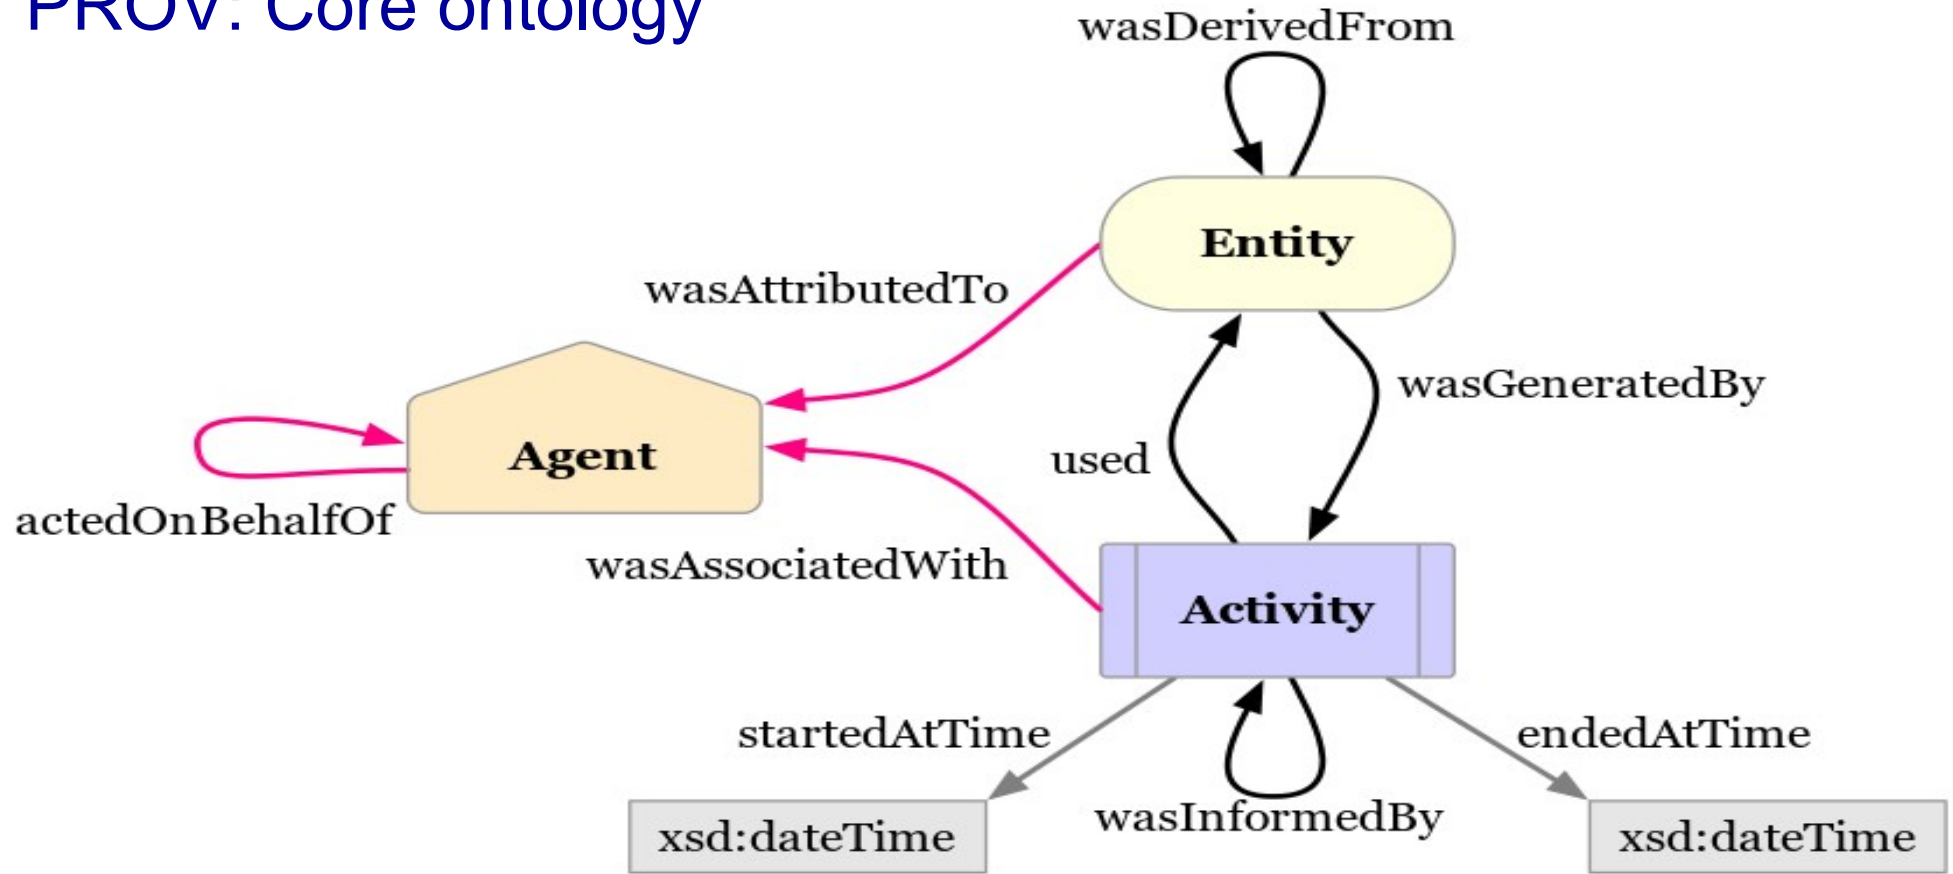 PROV: Core ontology
wasDerivedFrom
Entity
wasAttributedTo
wasGeneratedBy
Agent
used
actedOnBehalfOf
wasAssociatedWith
Activity
startedAtTime
endedAtTime
wasInformedBy
xsd:dateTime
xsd:dateTime